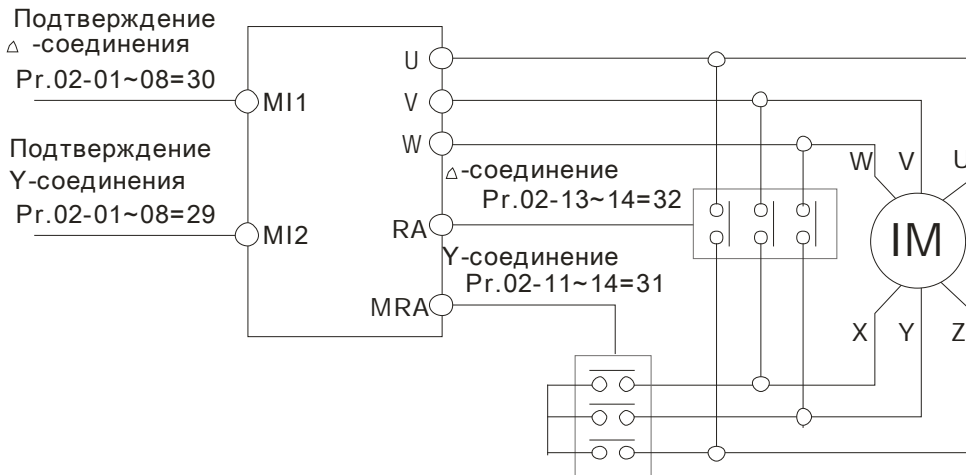 Подтверждение
△ -соединения
Pr.02-01~08=30
MI1
Подтверждение
Y-соединения
Pr.02-01~08=29
MI2
U
V
W
△-соединение
Pr.02-13~14=32
RA
Y-соединение
Pr.02-11~14=31
MRA
W V U
IM
X Y Z